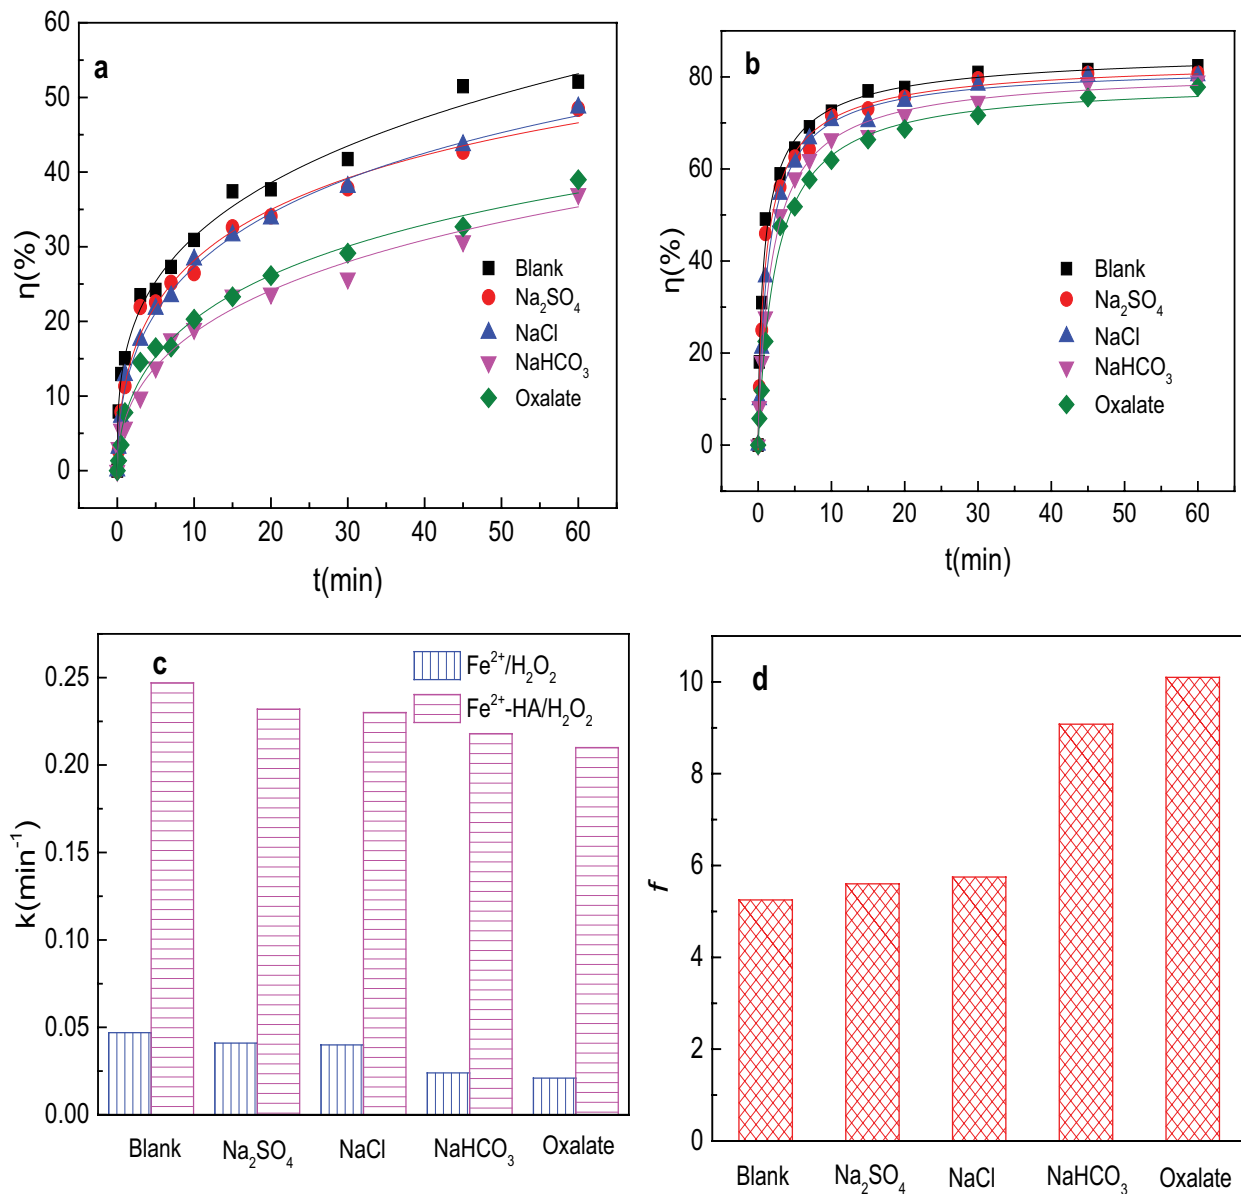 a
60
50
40
30
20
10
0
η(%)
Blank
Na₂SO₄
NaCl
NaHCO₃
Oxalate
0 10 20 30 40 50 60
t(min)
b
80
60
40
20
0
η(%)
Blank
Na₂SO₄
NaCl
NaHCO₃
Oxalate
0 10 20 30 40 50 60
t(min)
c
Fe²⁺/H₂O₂
Fe²⁺-HA/H₂O₂
0.25
0.20
0.15
0.10
0.05
0.00
k(min⁻¹)
Blank Na₂SO₄ NaCl NaHCO₃ Oxalate
d
10
8
6
4
2
0
f
Blank Na₂SO₄ NaCl NaHCO₃ Oxalate